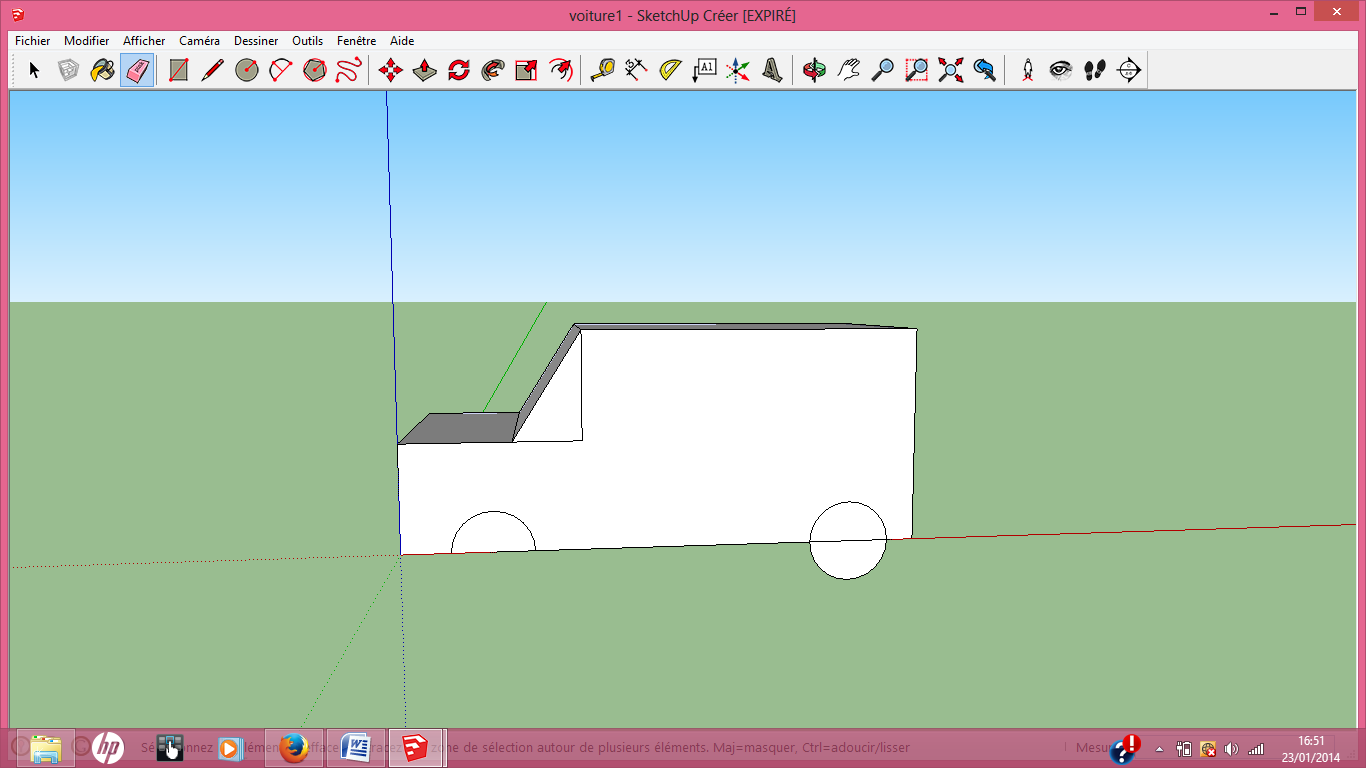 voiture1 - SketchUp Créer [EXPIRÉ]
Fichier Modifier Afficher Caméra Dessiner Outils Fenêtre Aide
A1
hp
zone de sélection autour de plusieurs éléments. Maj=masquer, Ctrl=adoucir/lisser
16:51
23/01/2014